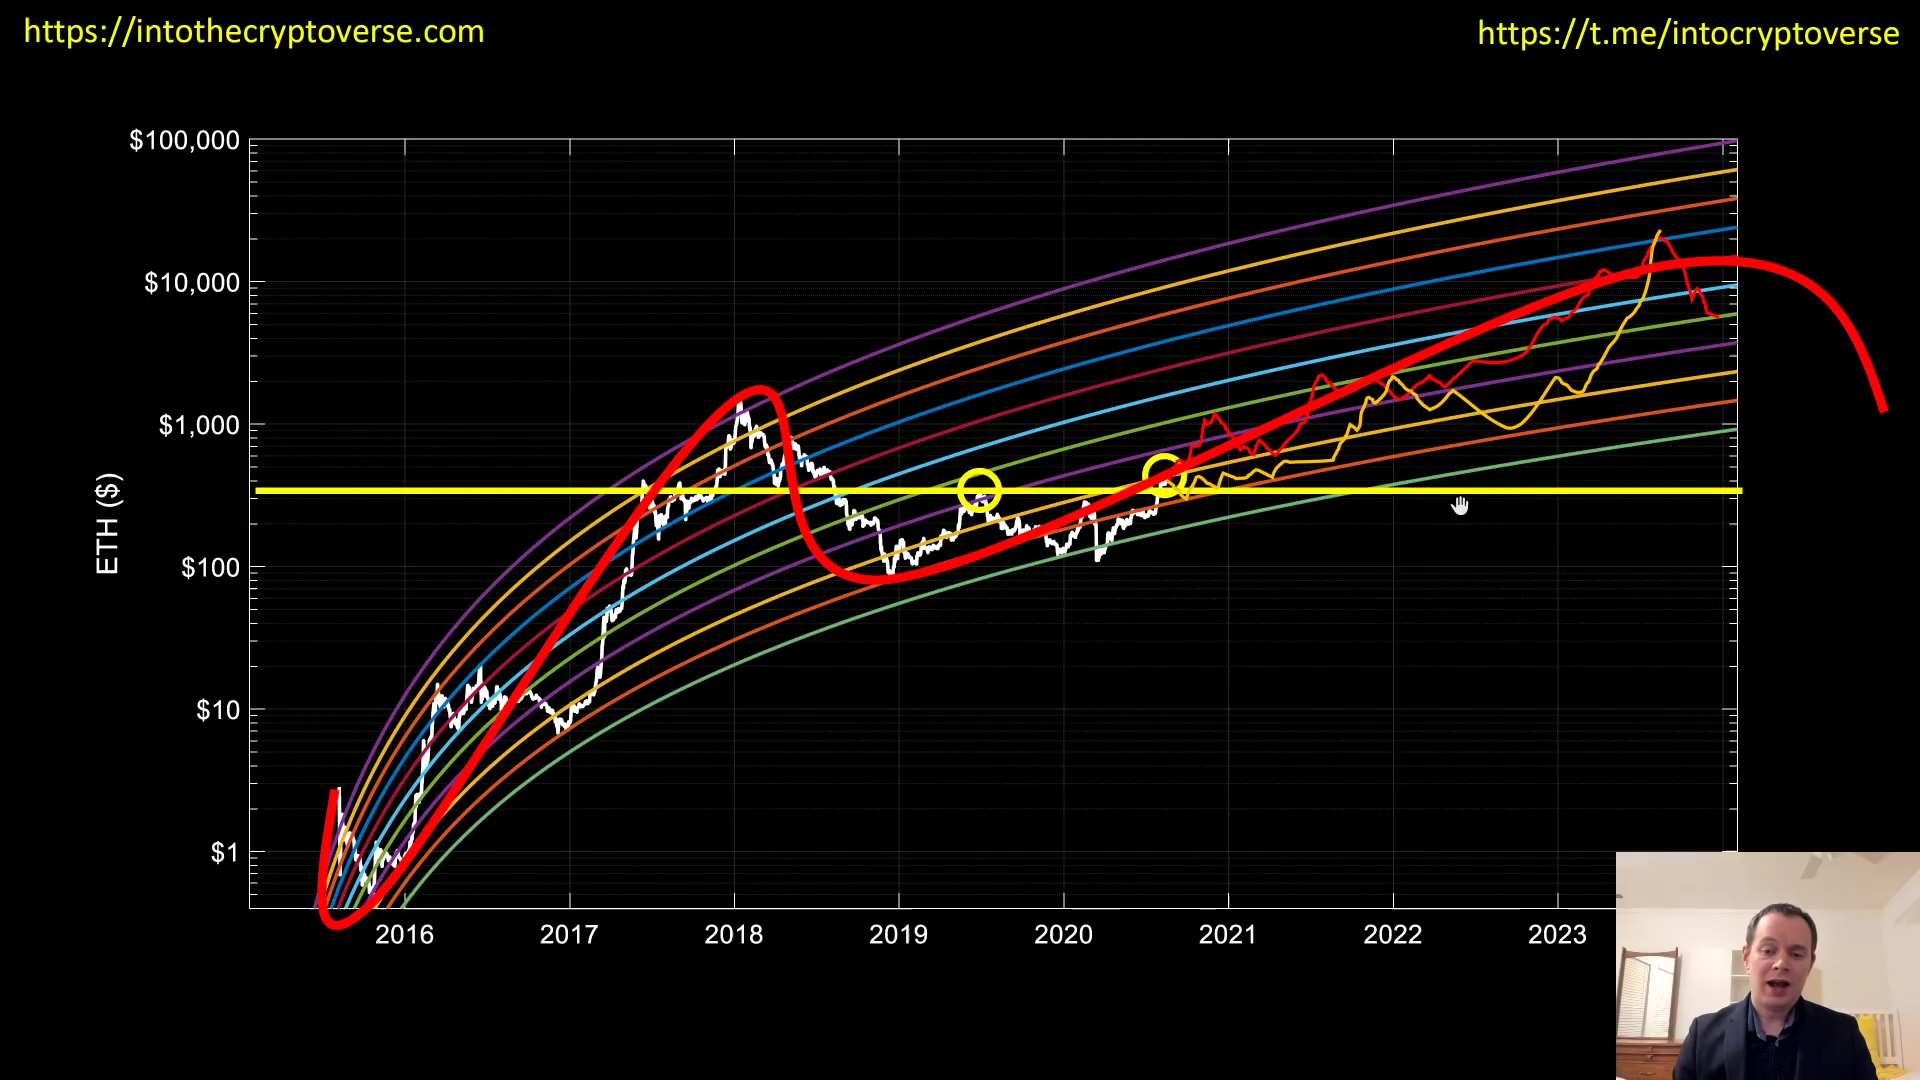 https://intothecryptoverse.com
https://t.me/intocryptoverse
$100,000
$10,000
$1,000
$100
$10
$1
ETH ($)
2016 2017 2018 2019 2020 2021 2022 2023